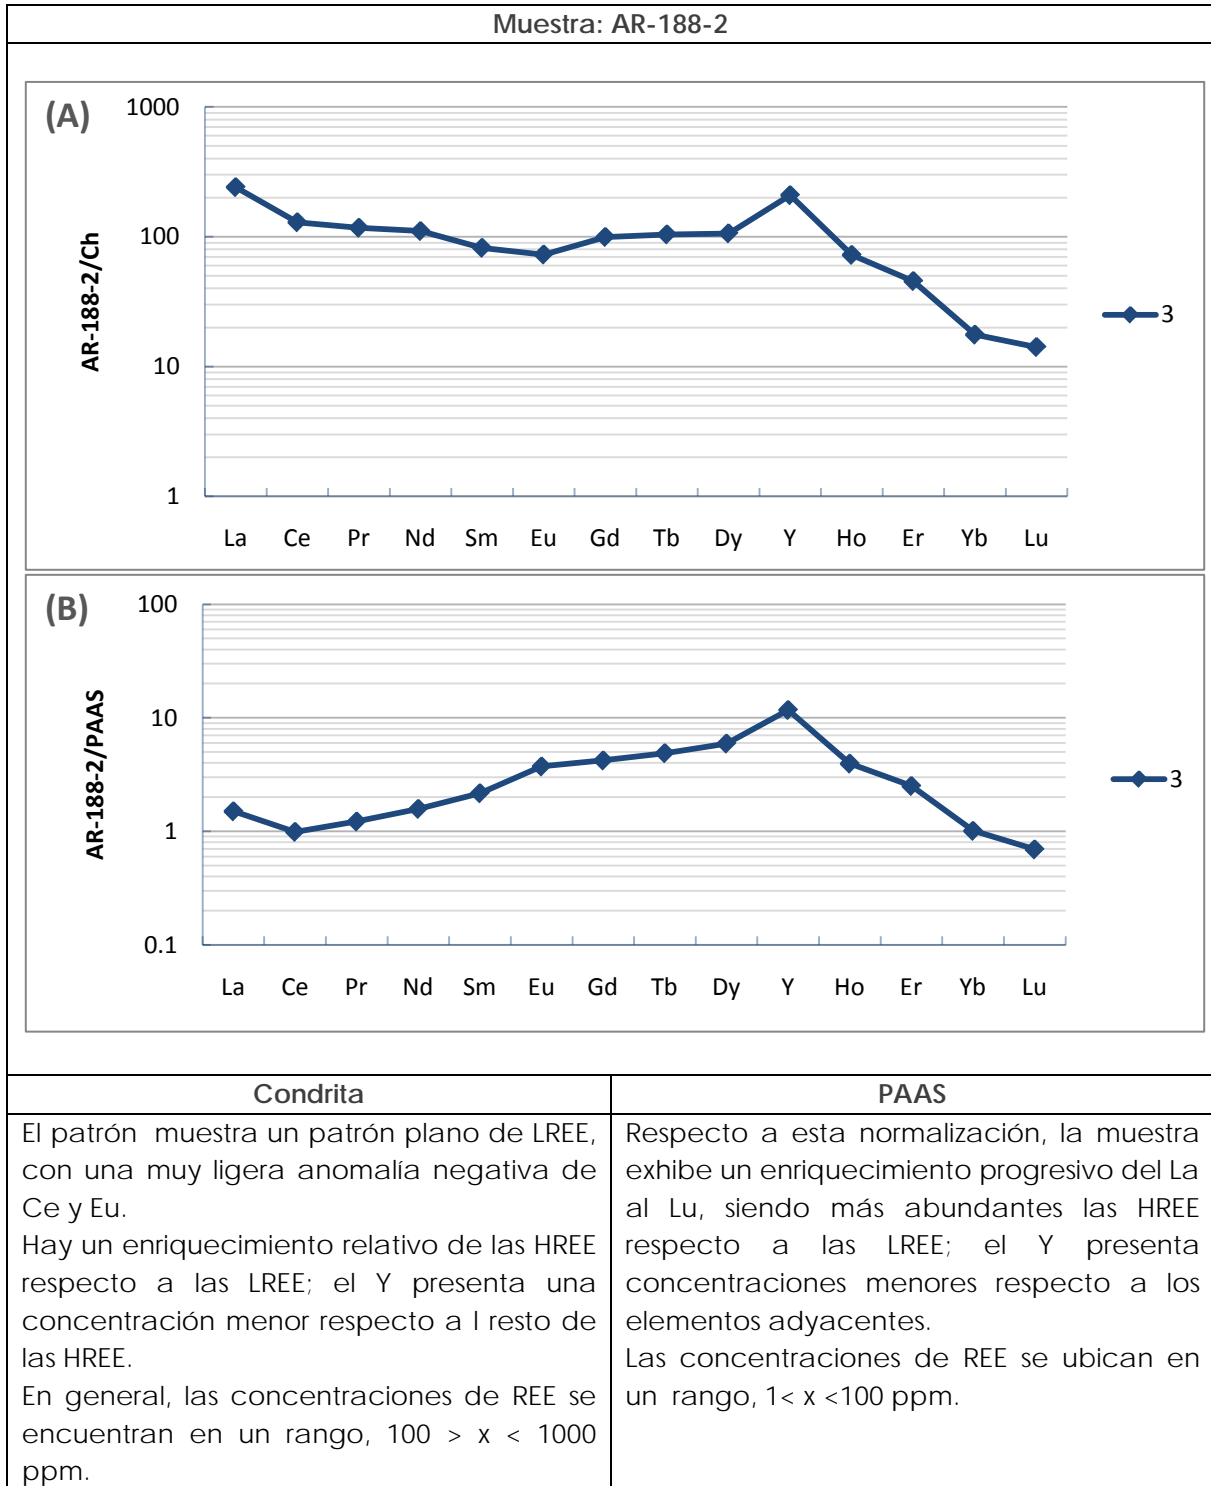 Muestra: AR-188-2
(A)
1000
100
10
1
AR-188-2/Ch
La Ce Pr Nd Sm Eu Gd Tb Dy Y Ho Er Yb Lu
3
(B)
100
10
1
0.1
AR-188-2/PAAS
La Ce Pr Nd Sm Eu Gd Tb Dy Y Ho Er Yb Lu
3
Condrita
El patrón muestra un patrón plano de LREE,
con una muy ligera anomalía negativa de
Ce y Eu.
Hay un enriquecimiento relativo de las HREE
respecto a las LREE; el Y presenta una
concentración menor respecto a l resto de
las HREE.
En general, las concentraciones de REE se
encuentran en un rango, 100 > x < 1000
ppm.
PAAS
Respecto a esta normalización, la muestra
exhibe un enriquecimiento progresivo del La
al Lu, siendo más abundantes las HREE
respecto a las LREE; el Y presenta
concentraciones menores respecto a los
elementos adyacentes.
Las concentraciones de REE se ubican en
un rango, 1< x <100 ppm.